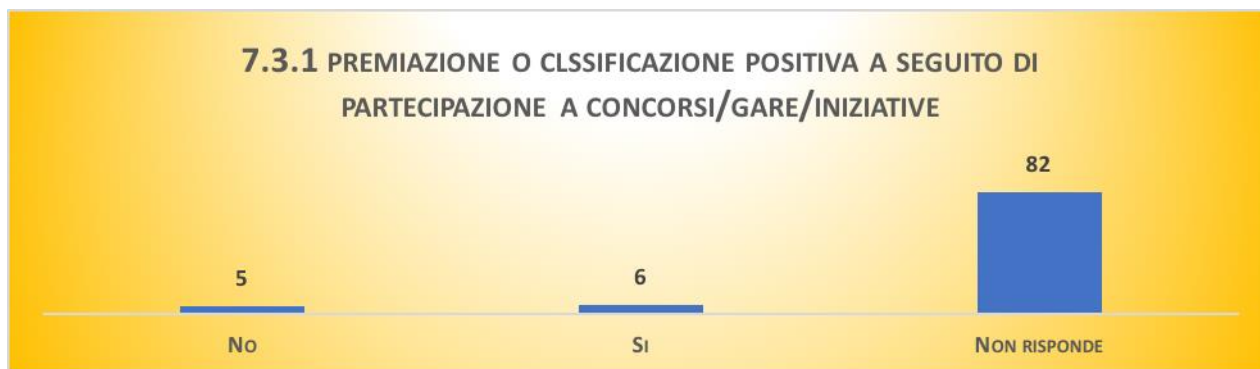 7.3.1 PREMIAZIONE O CLSSIFICAZIONE POSITIVA A SEGUITO DI
PARTECIPAZIONE A CONCORSI/GARE/INIZIATIVE
82
5
6
NO
SI
NON RISPONDE